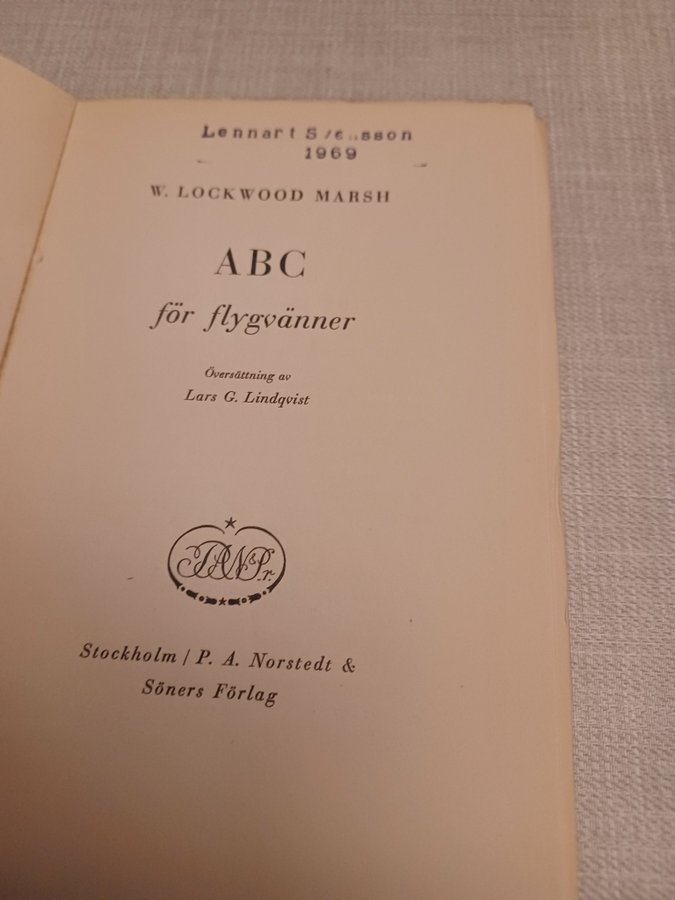 Lennart
1969
W. LOCKWOOD MARSH
ABC
för flygvänner
Översättning av
Lars G. Lindqvist
Stockholm / P. A. Norstedt &
Söners Förlag